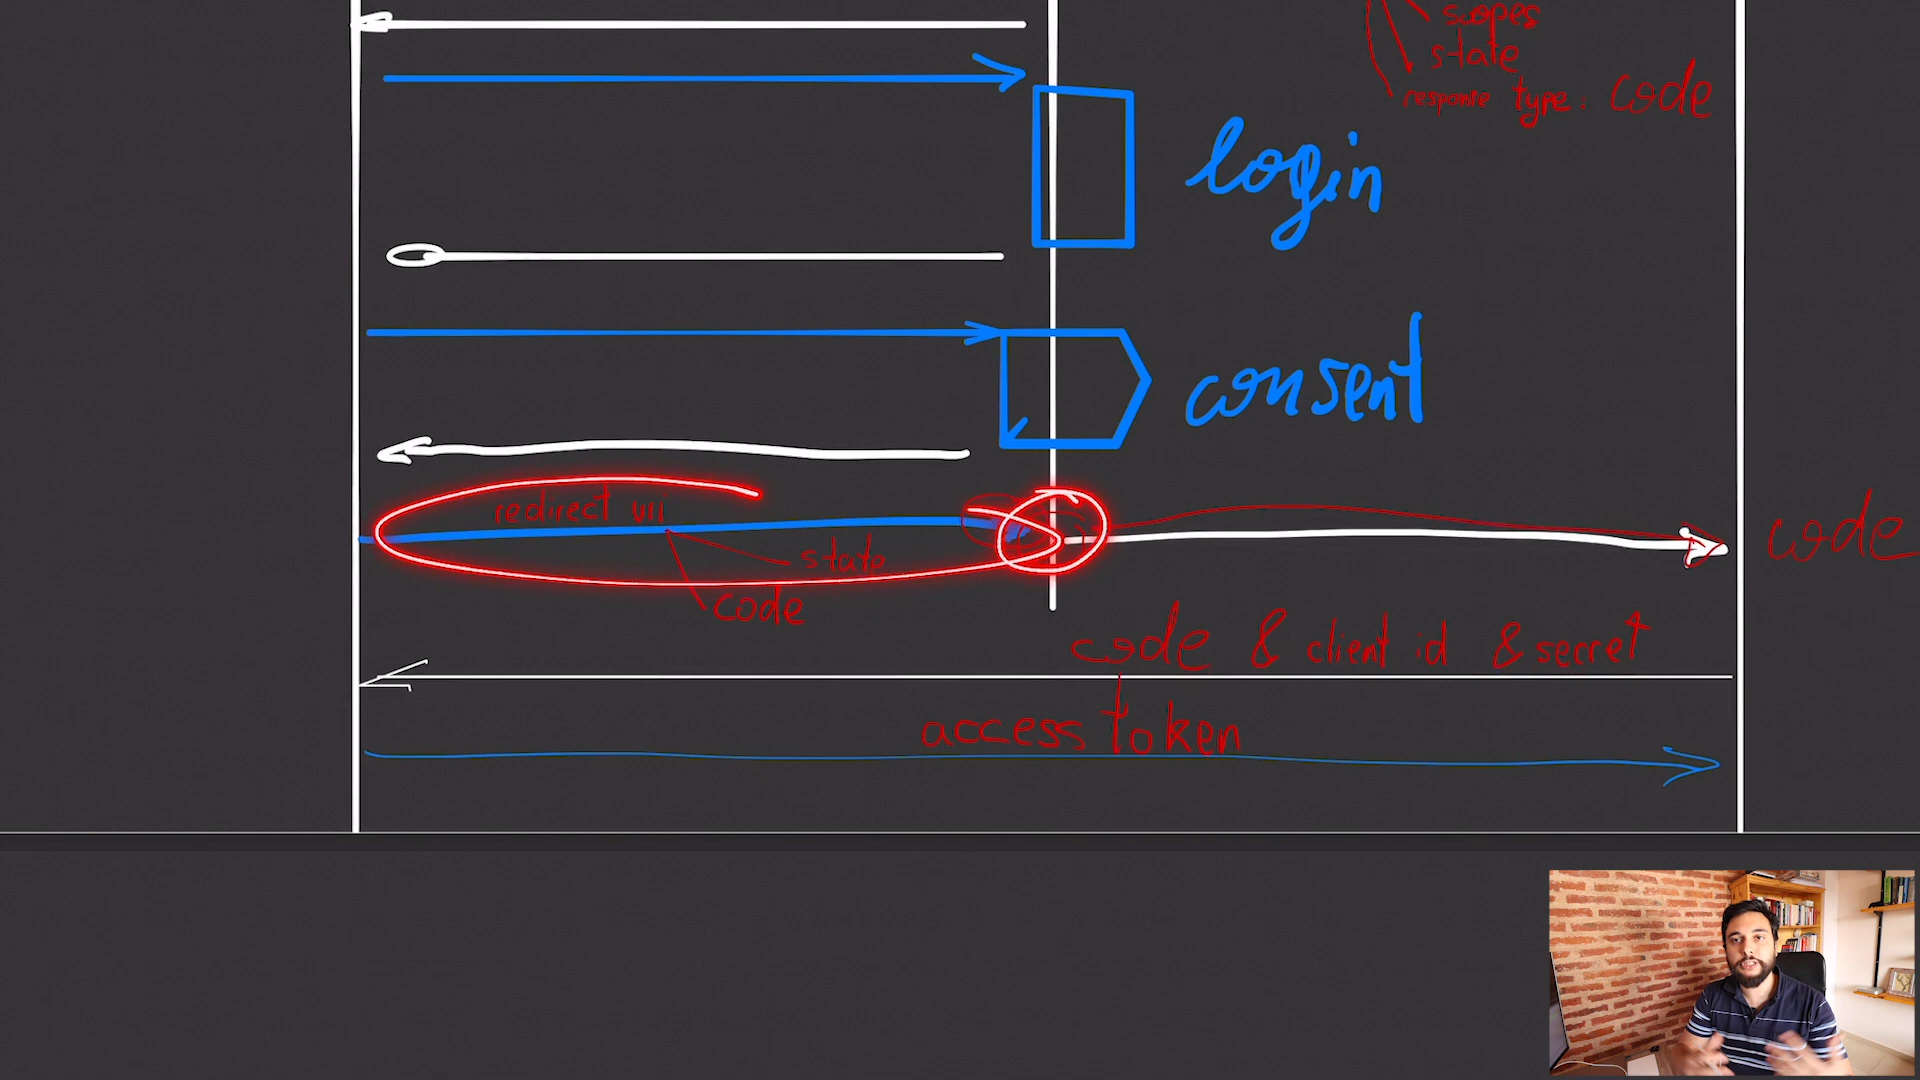 scopes
state
response type: code
login
consent
redirect uri
state
code
code
code & client id & secret
access token